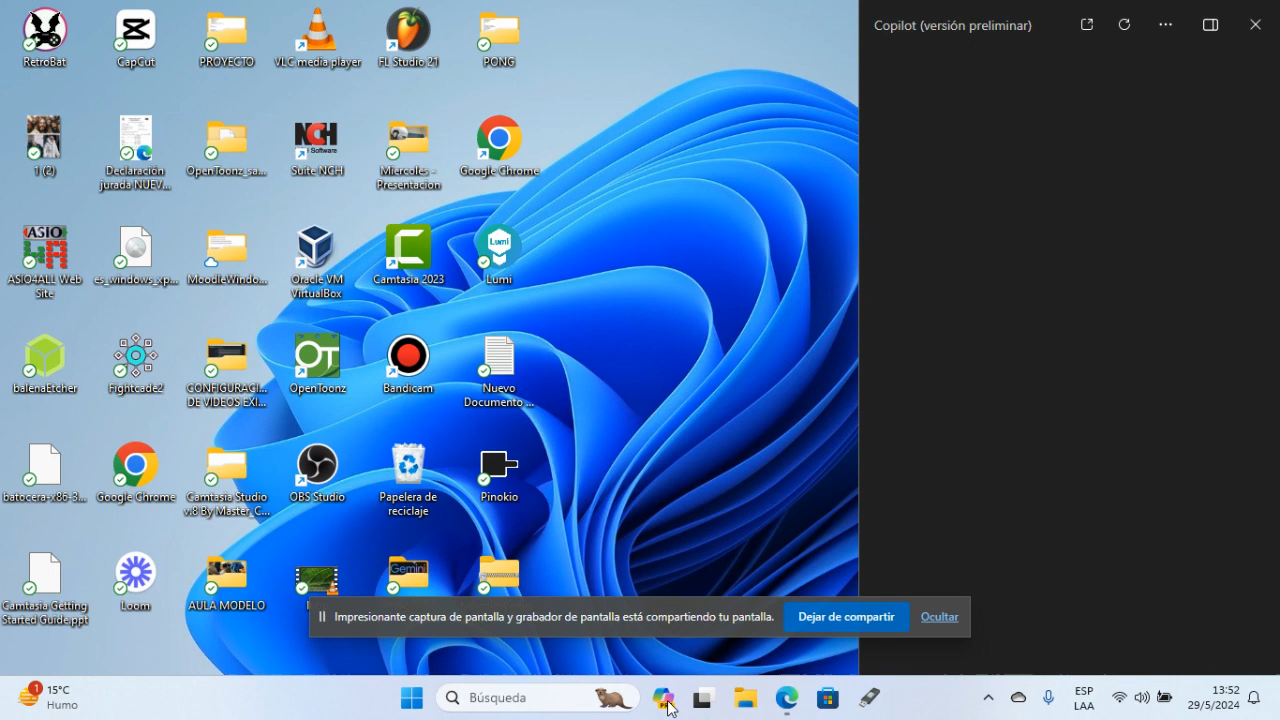 Copilot (versión preliminar)
RetroBat
CapCut
PROYECTO
VLC media player
FL Studio 21
PONG
1 (2)
Declaración
jurada NUEV...
OpenToonz_sa...
NCH
Software
Suite NCH
Miercoles -
Presentacion
Google Chrome
ASIO
ASIO4ALL Web
Site
es_windows_xp...
MoodleWindo...
Oracle VM
VirtualBox
Camtasia 2023
Lumi
Lumi
balenaEtcher
Fightcade2
CONFIGURACI...
DE VIDEOS EXI...
OpenToonz
Bandicam
Nuevo
Documento ...
batocera-x86-3...
Google Chrome
Camtasia Studio
v.8 By Master_C...
OBS Studio
Papelera de
reciclaje
Pinokio
Camtasia Getting
Started Guide.ppt
Loom
AULA MODELO
Gemini
Impresionante captura de pantalla y grabador de pantalla está compartiendo tu pantalla.
Dejar de compartir
Ocultar
1
15°C
Humo
Búsqueda
ESP
LAA
13:52
29/5/2024